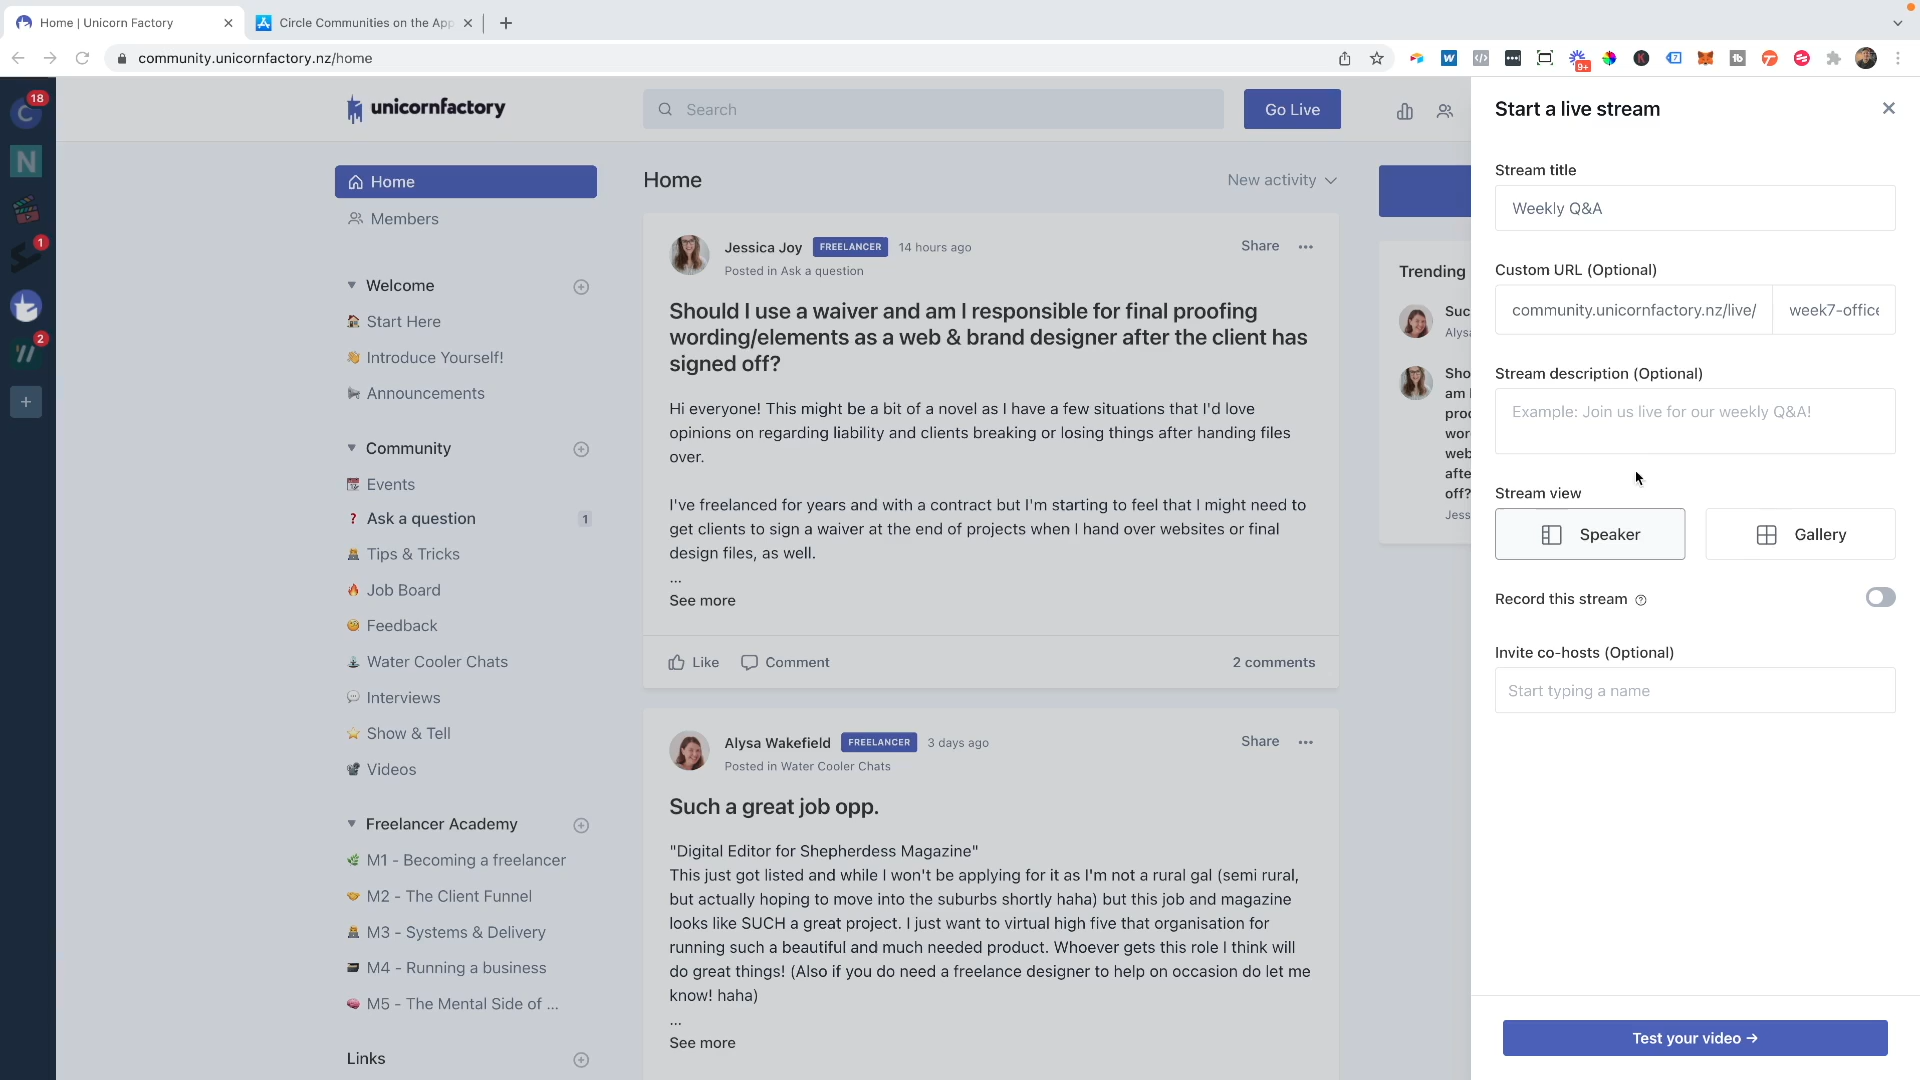 Home | Unicorn Factory
Circle Communities on the App
community.unicornfactory.nz/home
9+
18
C
N
1
2
unicornfactory
Search
Go Live
Home
Members
Welcome
Start Here
Introduce Yourself!
Announcements
Community
Events
Ask a question
1
Tips & Tricks
Job Board
Feedback
Water Cooler Chats
Interviews
Show & Tell
Videos
Freelancer Academy
M1 - Becoming a freelancer
M2 - The Client Funnel
M3 - Systems & Delivery
M4 - Running a business
M5 - The Mental Side of ...
Links
Home
New activity
Jessica Joy FREELANCER 14 hours ago
Share
Posted in Ask a question
Should I use a waiver and am I responsible for final proofing
wording/elements as a web & brand designer after the client has
signed off?
Hi everyone! This might be a bit of a novel as I have a few situations that I'd love
opinions on regarding liability and clients breaking or losing things after handing files
over.
I've freelanced for years and with a contract but I'm starting to feel that I might need to
get clients to sign a waiver at the end of projects when I hand over websites or final
design files, as well.
...
See more
Like
Comment
2 comments
Alysa Wakefield FREELANCER 3 days ago
Share
Posted in Water Cooler Chats
Such a great job opp.
"Digital Editor for Shepherdess Magazine"
This just got listed and while I won't be applying for it as I'm not a rural gal (semi rural,
but actually hoping to move into the suburbs shortly haha) but this job and magazine
looks like SUCH a great project. I just want to virtual high five that organisation for
running such a beautiful and much needed product. Whoever gets this role I think will
do great things! (Also if you do need a freelance designer to help on occasion do let me
know! haha)
...
See more
Trending
Suc
Alysa
Sho
am I
proo
wor
web
afte
off?
Jess
Start a live stream
Stream title
Weekly Q&A
Custom URL (Optional)
community.unicornfactory.nz/live/
week7-office
Stream description (Optional)
Example: Join us live for our weekly Q&A!
Stream view
Speaker
Gallery
Record this stream
Invite co-hosts (Optional)
Start typing a name
Test your video →